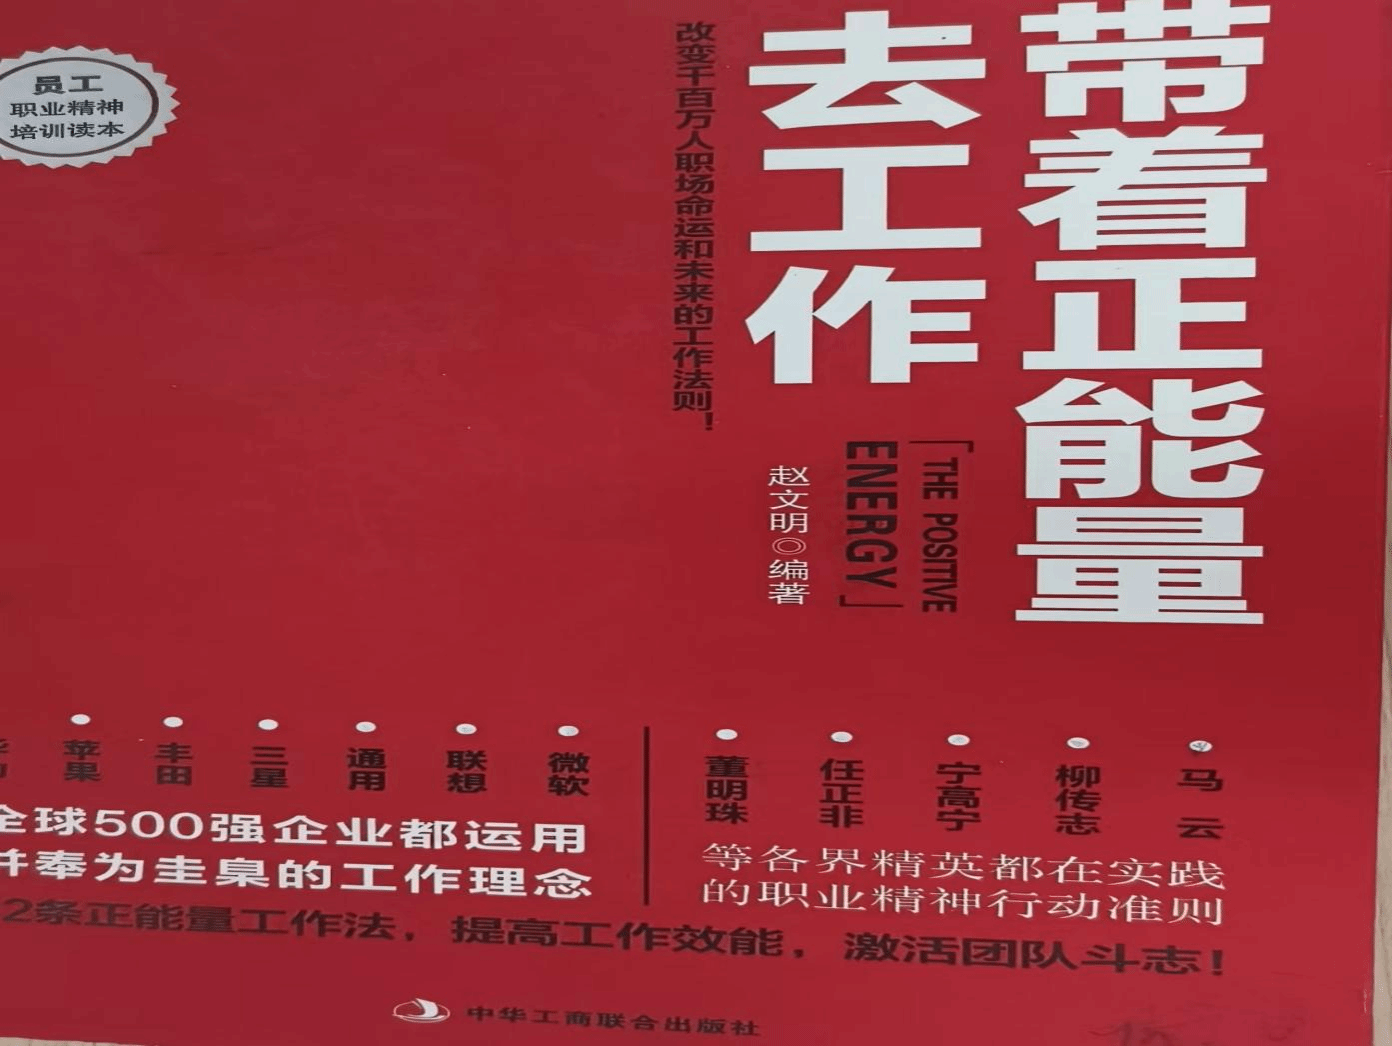 带着正能量
去工作
「THE POSITIVE
ENERGY」
赵文明◎编著
改变千百万人职场命运和未来的工作法则!
员工
职业精神
培训读本
苹果
丰田
三星
通用
联想
微软
董明珠
任正非
宁高宁
柳传志
马云
全球500强企业都运用
并奉为圭臬的工作理念
等各界精英都在实践
的职业精神行动准则
2条正能量工作法，提高工作效能，激活团队斗志!
中华工商联合出版社